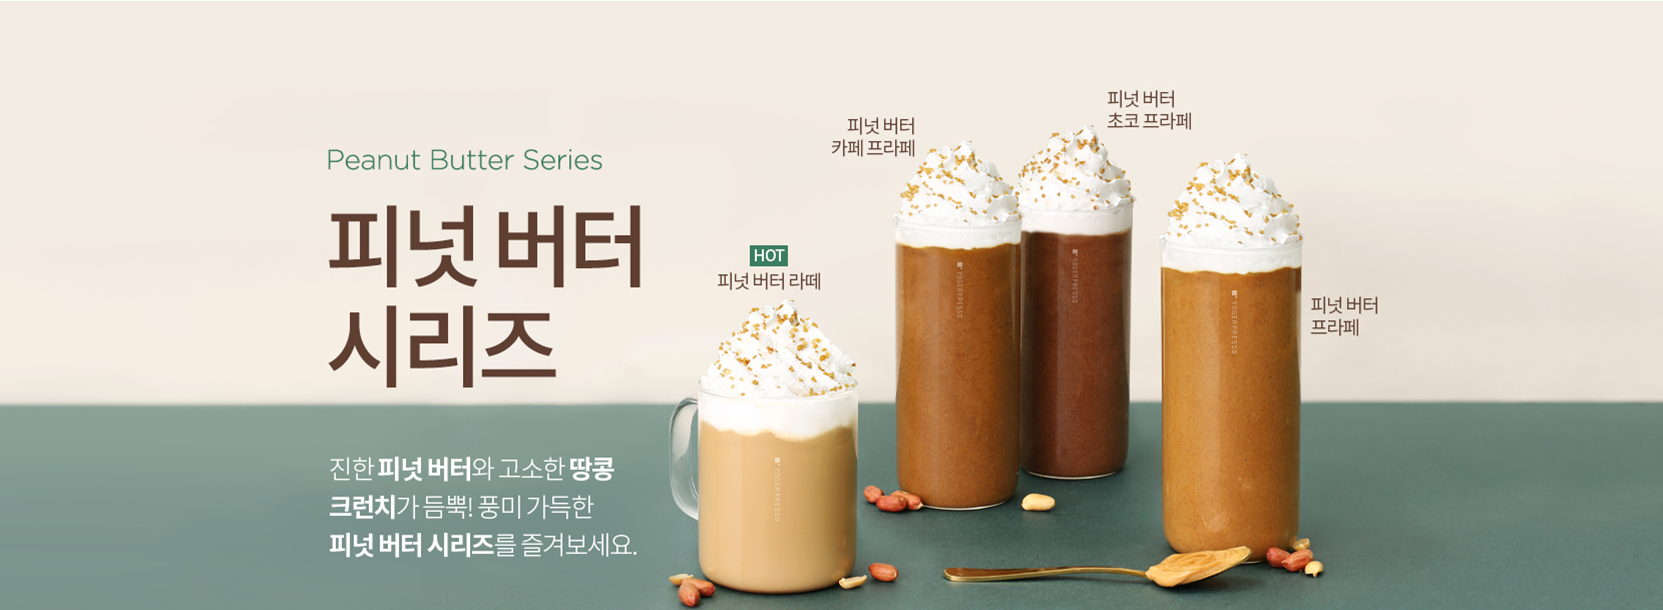 Peanut Butter Series
피넛 버터
시리즈
진한 피넛 버터와 고소한 땅콩
크런치가 듬뿍! 풍미 가득한
피넛 버터 시리즈를 즐겨보세요.
HOT
피넛 버터 라떼
피넛 버터
카페 프라페
피넛 버터
초코 프라페
피넛 버터
프라페
YOGERPRESSO
YOGERPRESSO
YOGERPRESSO
YOGERPRESSO